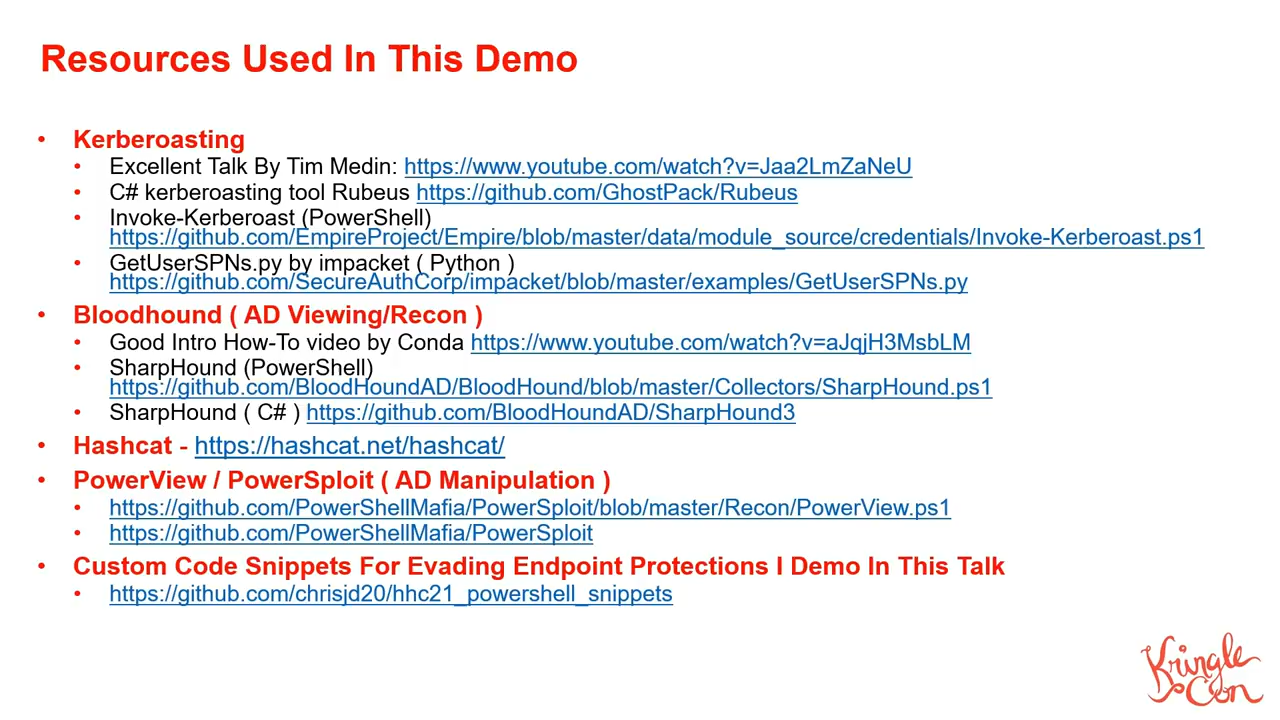 Resources Used In This Demo
• Kerberoasting
• Excellent Talk By Tim Medin: https://www.youtube.com/watch?v=Jaa2LmZaNeU
• C# kerberoasting tool Rubeus https://github.com/GhostPack/Rubeus
• Invoke-Kerberoast (PowerShell)
https://github.com/EmpireProject/Empire/blob/master/data/module_source/credentials/Invoke-Kerberoast.ps1
• GetUserSPNs.py by impacket ( Python )
https://github.com/SecureAuthCorp/impacket/blob/master/examples/GetUserSPNs.py
• Bloodhound ( AD Viewing/Recon )
• Good Intro How-To video by Conda https://www.youtube.com/watch?v=aJqjH3MsbLM
• SharpHound (PowerShell)
https://github.com/BloodHoundAD/BloodHound/blob/master/Collectors/SharpHound.ps1
• SharpHound ( C# ) https://github.com/BloodHoundAD/SharpHound3
• Hashcat - https://hashcat.net/hashcat/
• PowerView / PowerSploit ( AD Manipulation )
• https://github.com/PowerShellMafia/PowerSploit/blob/master/Recon/PowerView.ps1
• https://github.com/PowerShellMafia/PowerSploit
• Custom Code Snippets For Evading Endpoint Protections I Demo In This Talk
• https://github.com/chrisjd20/hhc21_powershell_snippets
Kringle
Con